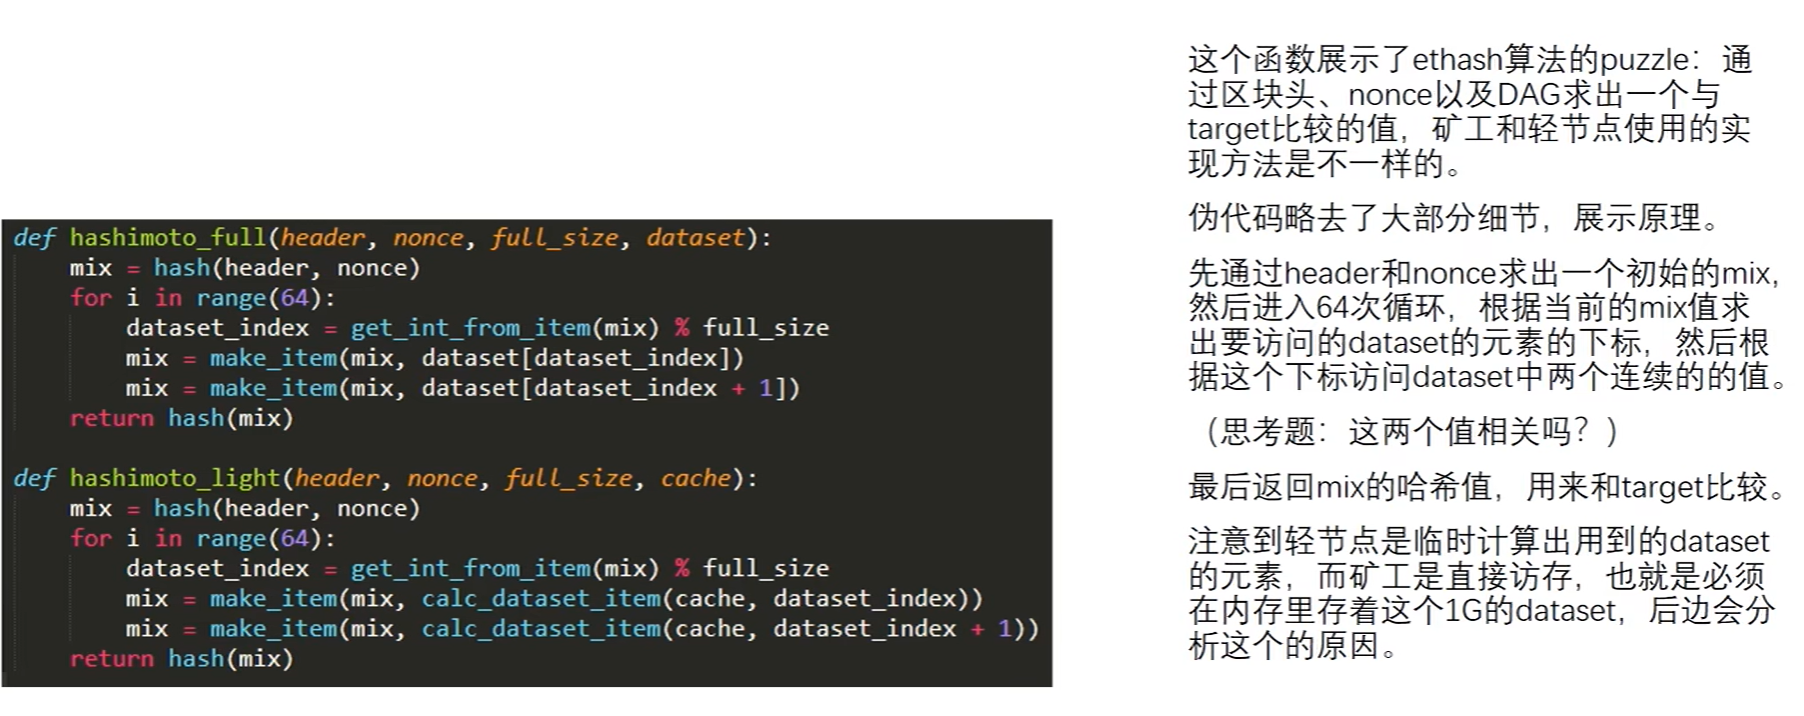 def hashimoto_full(header, nonce, full_size, dataset):
    mix = hash(header, nonce)
    for i in range(64):
        dataset_index = get_int_from_item(mix) % full_size
        mix = make_item(mix, dataset[dataset_index])
        mix = make_item(mix, dataset[dataset_index + 1])
    return hash(mix)
def hashimoto_light(header, nonce, full_size, cache):
    mix = hash(header, nonce)
    for i in range(64):
        dataset_index = get_int_from_item(mix) % full_size
        mix = make_item(mix, calc_dataset_item(cache, dataset_index))
        mix = make_item(mix, calc_dataset_item(cache, dataset_index + 1))
    return hash(mix)
这个函数展示了ethash算法的puzzle：通
过区块头、nonce以及DAG求出一个与
target比较的值，矿工和轻节点使用的实
现方法是不一样的。
伪代码略去了大部分细节，展示原理。
先通过header和nonce求出一个初始的mix，
然后进入64次循环，根据当前的mix值求
出要访问的dataset的元素的下标，然后根
据这个下标访问dataset中两个连续的的值。
（思考题：这两个值相关吗？）
最后返回mix的哈希值，用来和target比较。
注意到轻节点是临时计算出用到的dataset
的元素，而矿工是直接访存，也就是必须
在内存里存着这个1G的dataset，后边会分
析这个的原因。